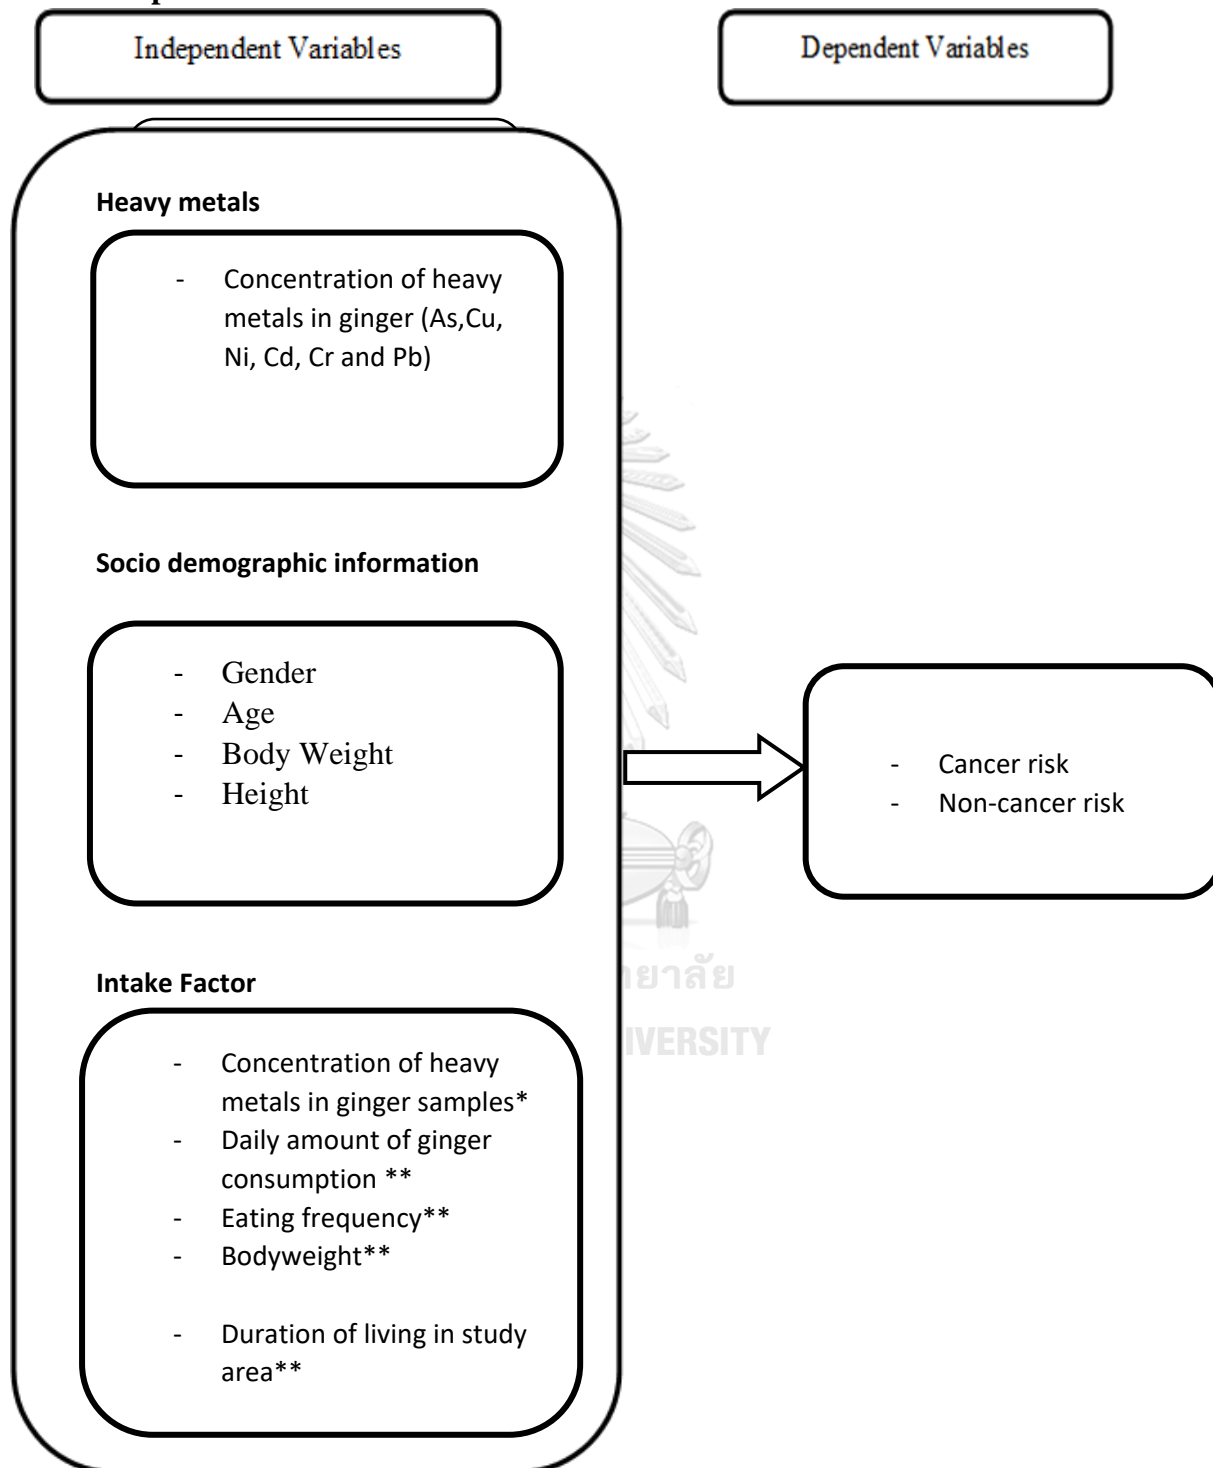 Independent Variables
Dependent Variables
Heavy metals
- Concentration of heavy
metals in ginger (As,Cu,
Ni, Cd, Cr and Pb)
Socio demographic information
- Gender
- Age
- Body Weight
- Height
- Cancer risk
- Non-cancer risk
Intake Factor
- Concentration of heavy
metals in ginger samples*
- Daily amount of ginger
consumption **
- Eating frequency**
- Bodyweight**
- Duration of living in study
area**